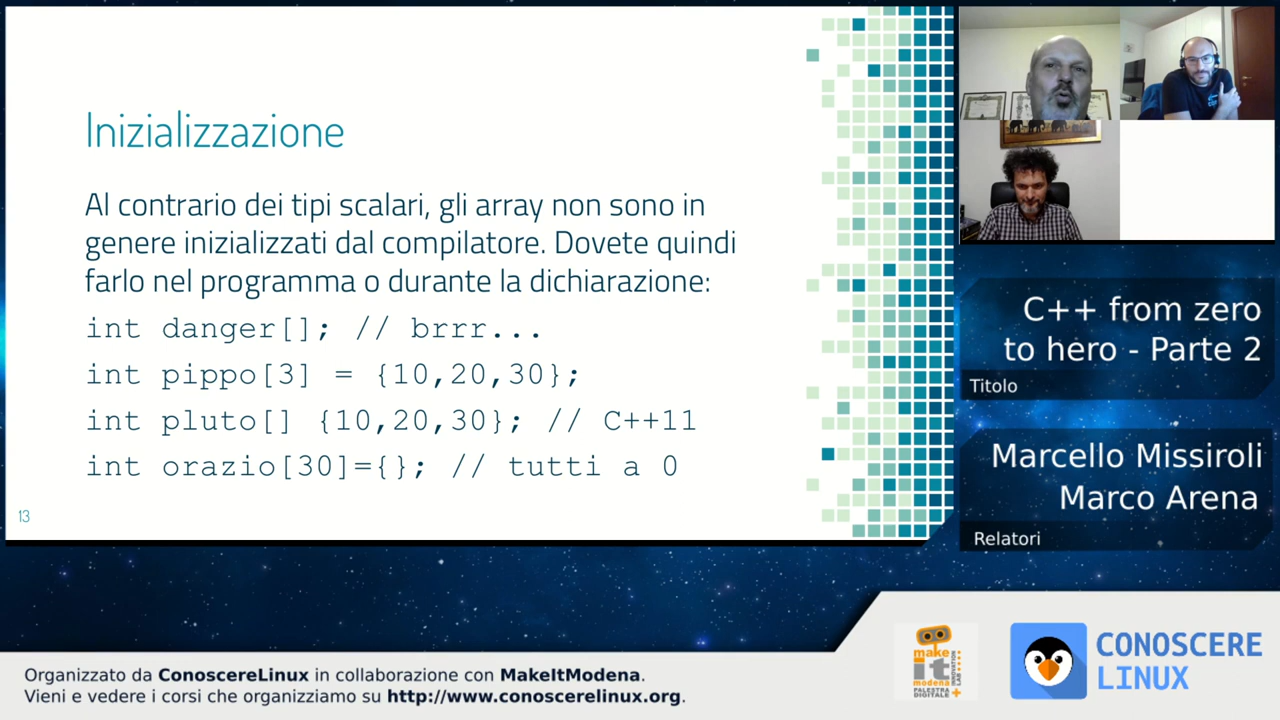 Inizializzazione
Al contrario dei tipi scalari, gli array non sono in
genere inizializzati dal compilatore. Dovete quindi
farlo nel programma o durante la dichiarazione:
int danger[]; // brrr...
int pippo[3] = {10,20,30};
int pluto[] {10,20,30}; // C++11
int orazio[30]={}; // tutti a 0
13
C++ from zero
to hero - Parte 2
Titolo
Marcello Missiroli
Marco Arena
Relatori
make
it
modena
PALESTRA
DIGITALE
CONOSCERE
LINUX
Organizzato da ConoscereLinux in collaborazione con MakeItModena.
Vieni e vedere i corsi che organizziamo su http://www.conoscerelinux.org.